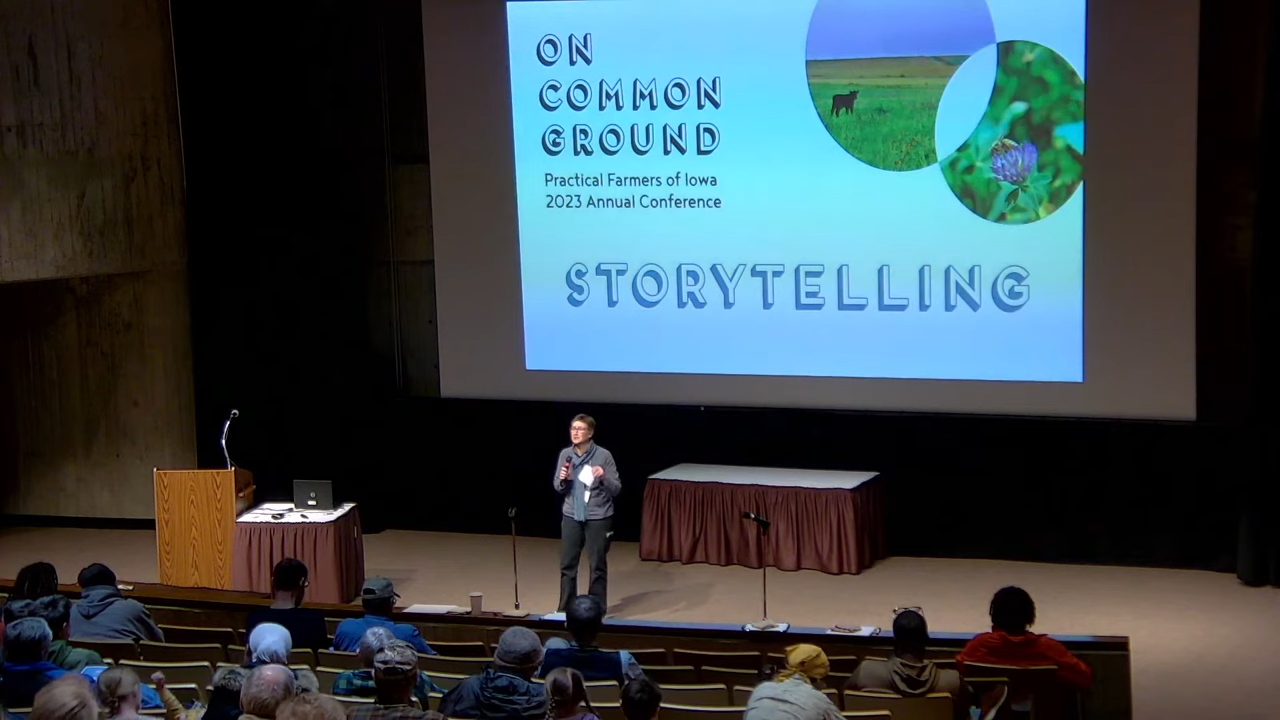 ON
COMMON
GROUND
Practical Farmers of Iowa
2023 Annual Conference
STORYTELLING